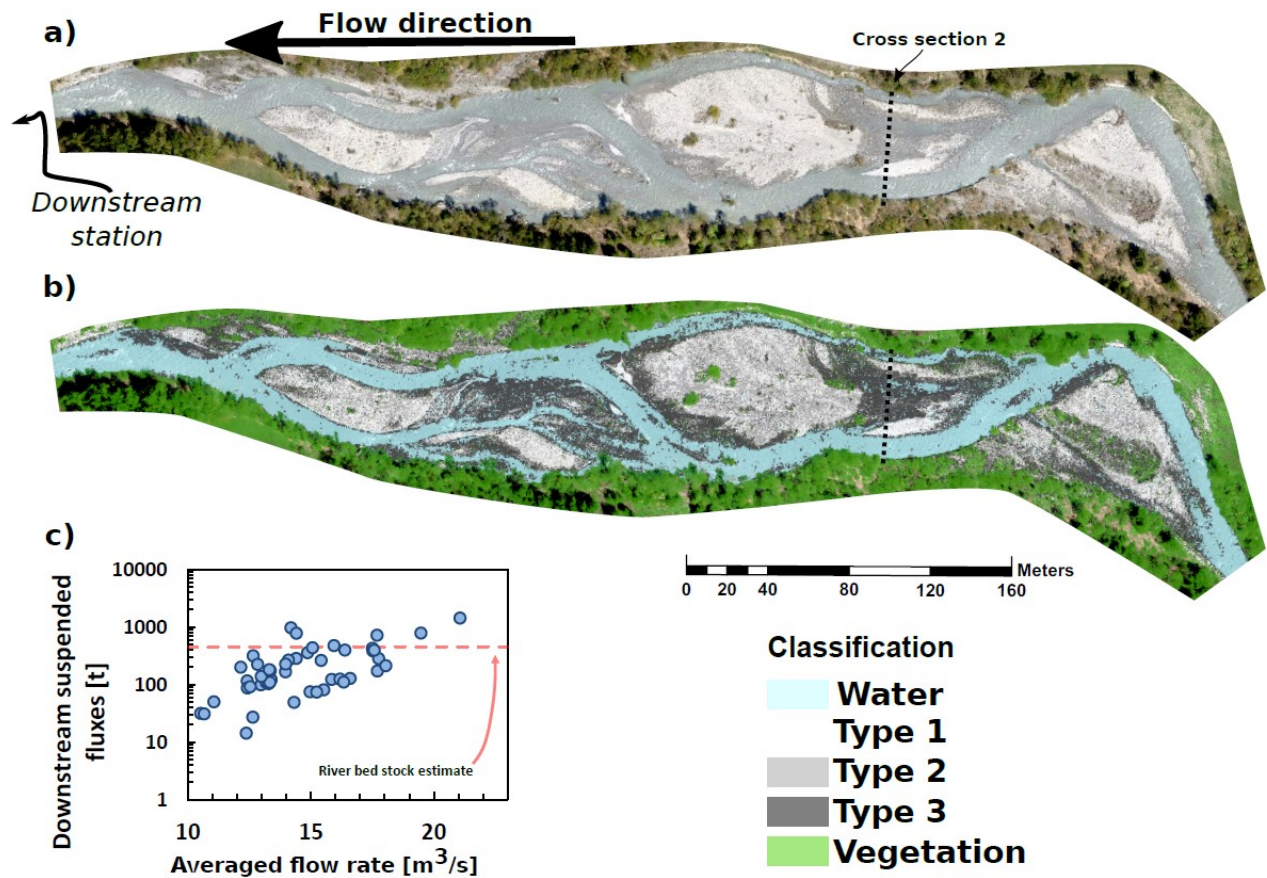 a)
Flow direction
Cross section 2
Downstream
station
b)
c)
Downstream suspended
fluxes [t]
10000
1000
100
10
1
River bed stock estimate
10
15
20
Averaged flow rate [m³/s]
0 20 40 80 120 160
Meters
Classification
Water
Type 1
Type 2
Type 3
Vegetation